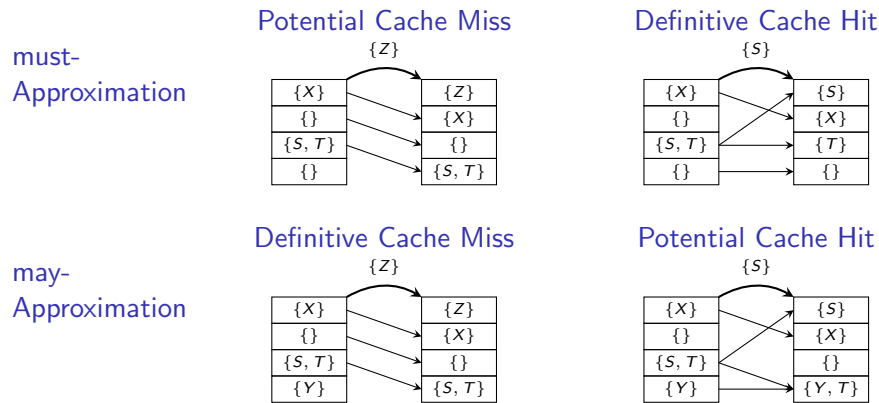 Potential Cache Miss
Definitive Cache Hit
must-
Approximation
{Z}
{X}
{}
{S, T}
{}
{Z}
{X}
{}
{S, T}
{S}
{X}
{}
{S, T}
{}
{S}
{X}
{T}
{}
Definitive Cache Miss
Potential Cache Hit
may-
Approximation
{Z}
{X}
{}
{S, T}
{Y}
{Z}
{X}
{}
{S, T}
{S}
{X}
{}
{S, T}
{Y}
{S}
{X}
{}
{Y, T}